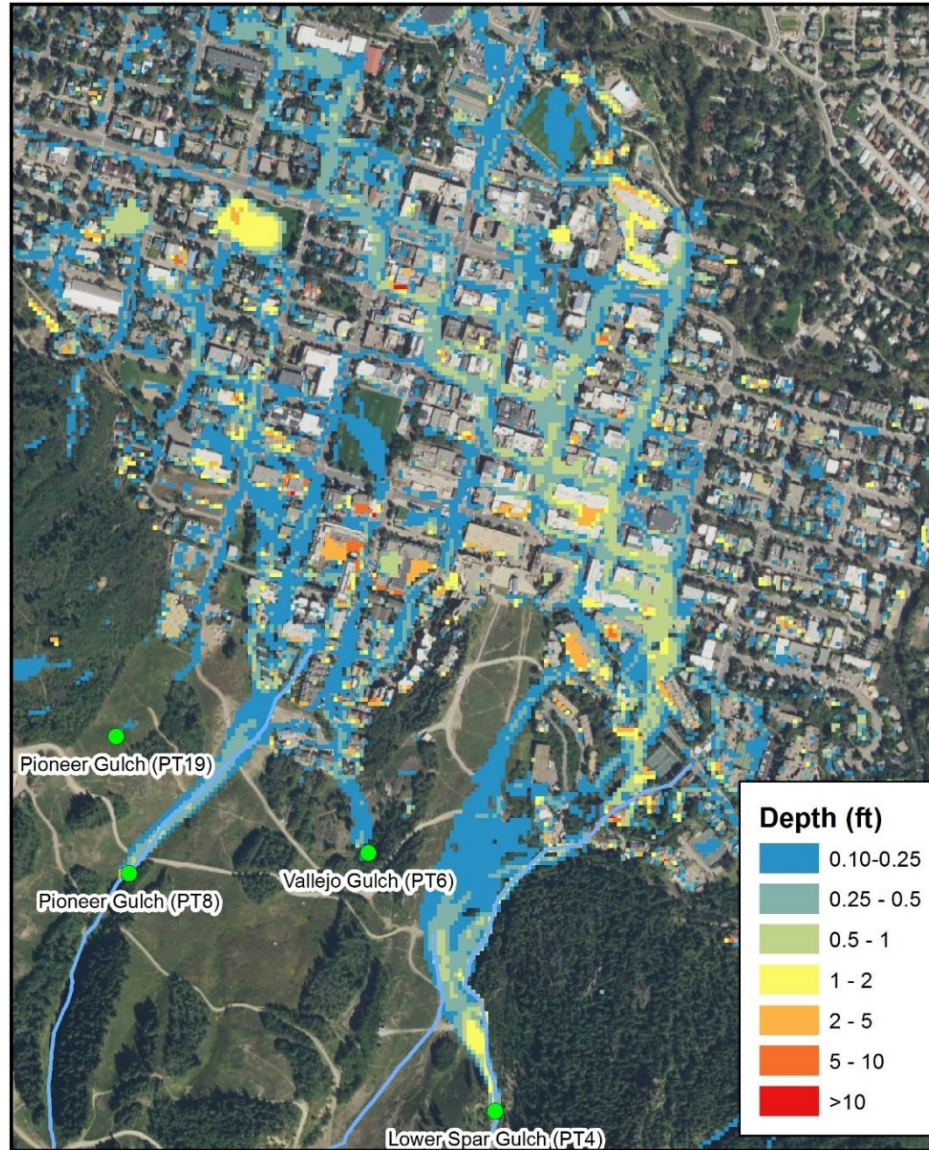 Pioneer Gulch (PT19)
Vallejo Gulch (PT6)
Pioneer Gulch (PT8)
Lower Spar Gulch (PT4)
Depth (ft)
0.10-0.25
0.25 - 0.5
0.5 - 1
1 - 2
2 - 5
5 - 10
>10